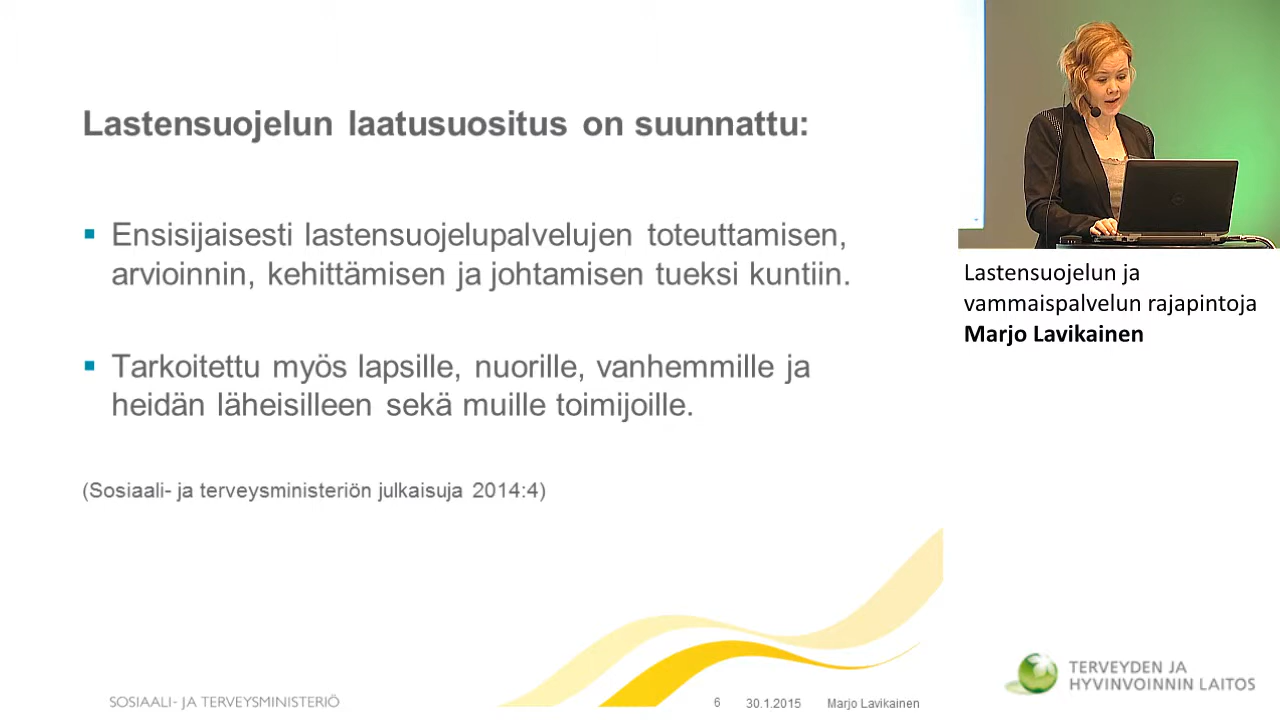 Lastensuojelun laatusuositus on suunnattu:
Ensisijaisesti lastensuojelupalvelujen toteuttamisen,
arvioinnin, kehittämisen ja johtamisen tueksi kuntiin.
Tarkoitettu myös lapsille, nuorille, vanhemmille ja
heidän läheisilleen sekä muille toimijoille.
(Sosiaali- ja terveysministeriön julkaisuja 2014:4)
SOSIAALI- JA TERVEYSMINISTERIÖ
6
30.1.2015
Marjo Lavikainen
Lastensuojelun ja
vammaispalvelun rajapintoja
Marjo Lavikainen
TERVEYDEN JA
HYVINVOINNIN LAITOS